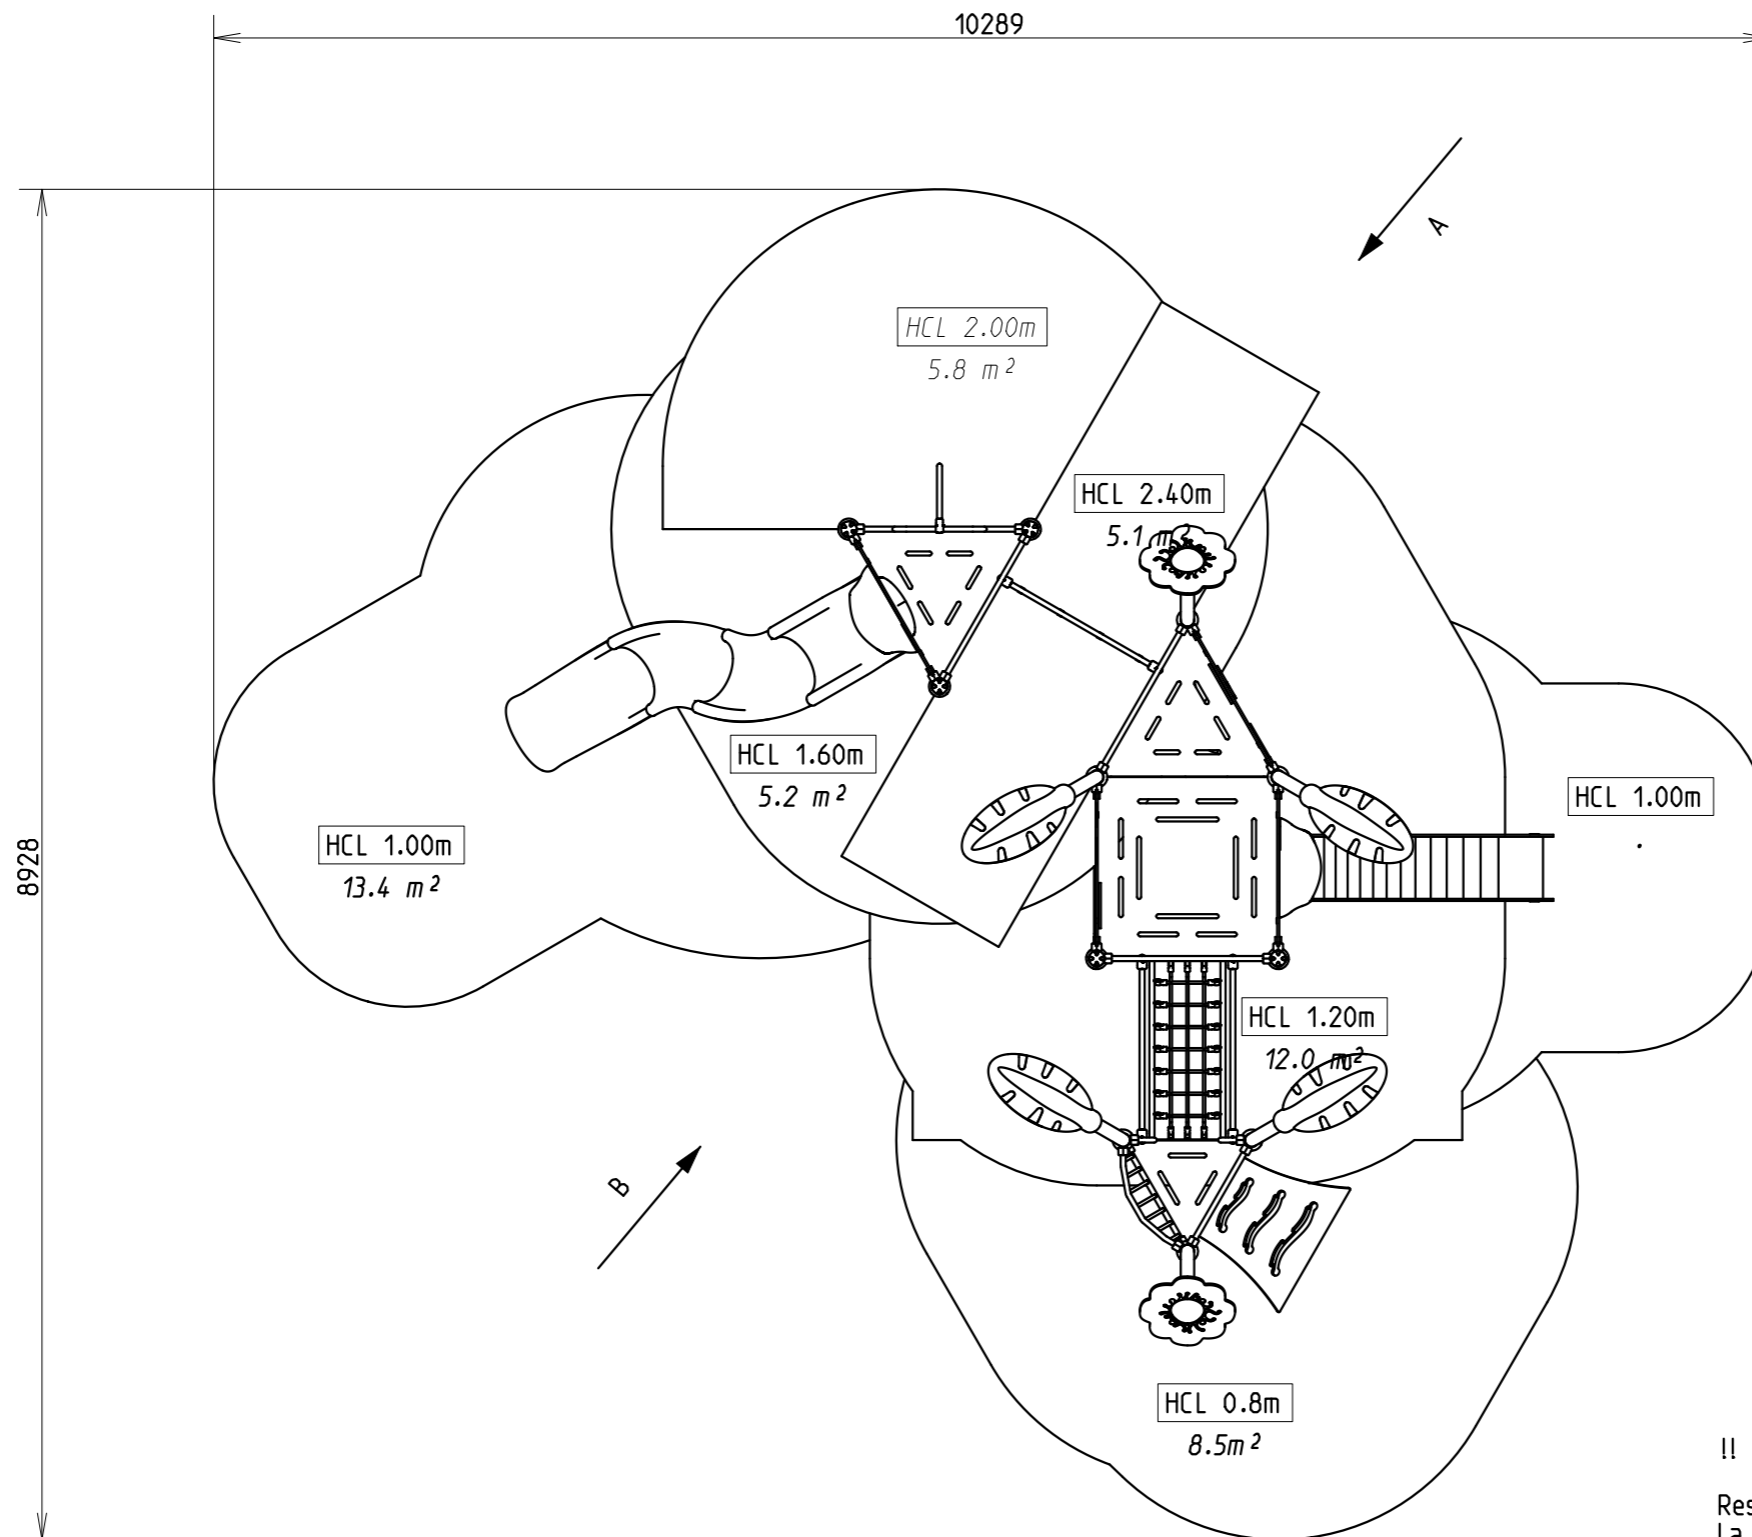 10289
A
HCL 2.00m
5.8 m²
HCL 2.40m
5.1 m²
HCL 1.60m
5.2 m²
HCL 1.00m
.
HCL 1.00m
13.4 m²
8928
HCL 1.20m
12.0 m²
B
HCL 0.8m
8.5m²
!!
Res
La